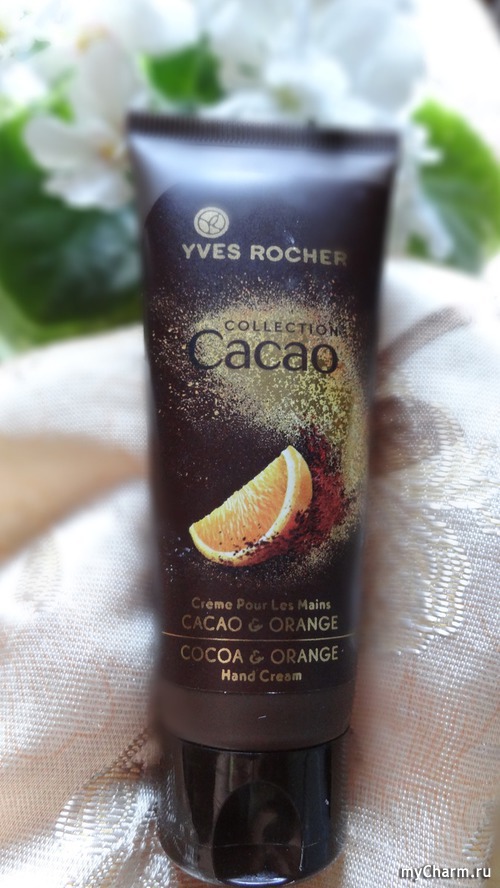 YVES ROCHER
COLLECTION
Cacao
Crème Pour Les Mains
CACAO & ORANGE
COCOA & ORANGE
Hand Cream
myCharm.ru